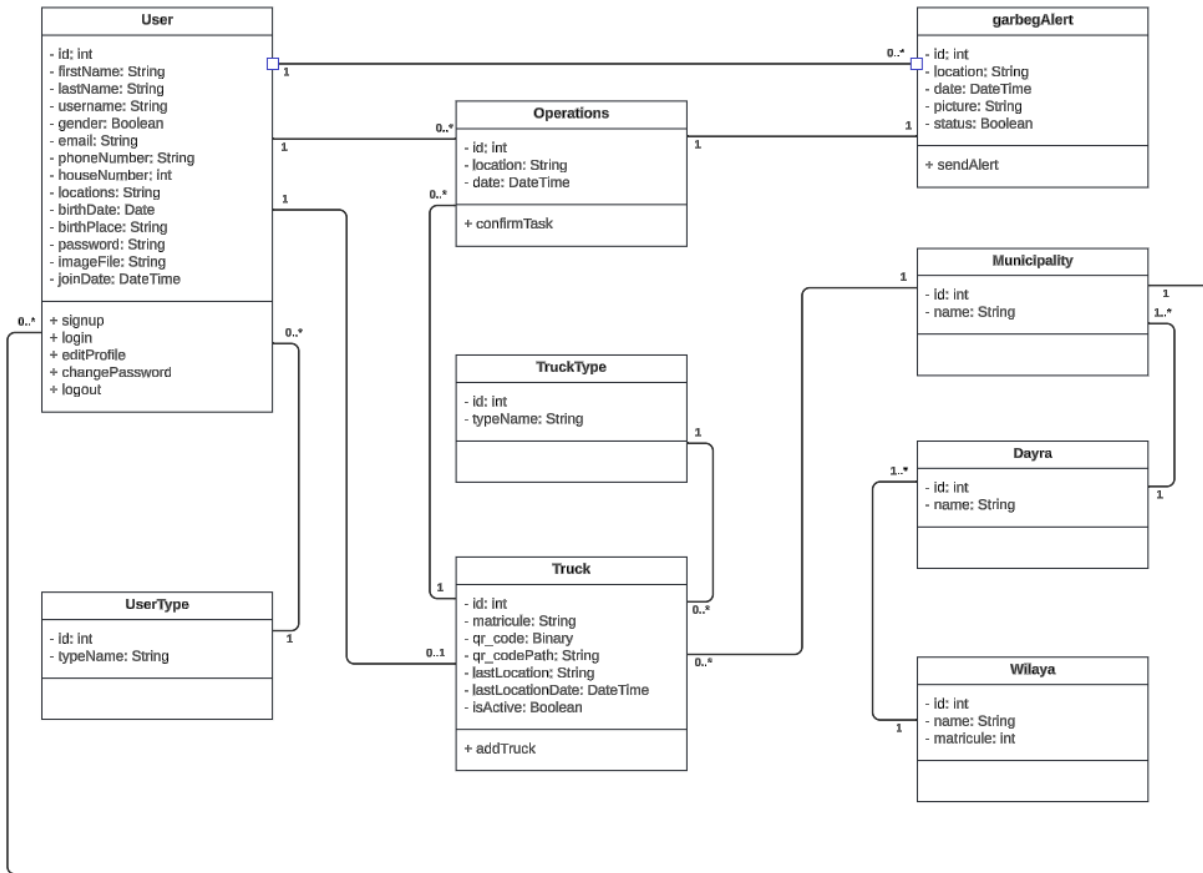 User
- id: int
- firstName: String
- lastName: String
- username: String
- gender: Boolean
- email: String
- phoneNumber: String
- houseNumber: int
- locations: String
- birthDate: Date
- birthPlace: String
- password: String
- imageFile: String
- joinDate: DateTime
+ signup
+ login
+ editProfile
+ changePassword
+ logout
1
0..*
1
0..*
1
0..*
0..*
garbegAlert
- id: int
- location: String
- date: DateTime
- picture: String
- status: Boolean
+ sendAlert
Operations
- id: int
- location: String
- date: DateTime
+ confirmTask
1
1
0..*
Municipality
- id: int
- name: String
1
1
1..*
TruckType
- id: int
- typeName: String
1
Dayra
- id: int
- name: String
1..*
1
UserType
- id: int
- typeName: String
1
Truck
- id: int
- matricule: String
- qr_code: Binary
- qr_codePath: String
- lastLocation: String
- lastLocationDate: DateTime
- isActive: Boolean
+ addTruck
1
0..1
0..*
0..*
Wilaya
- id: int
- name: String
- matricule: int
1